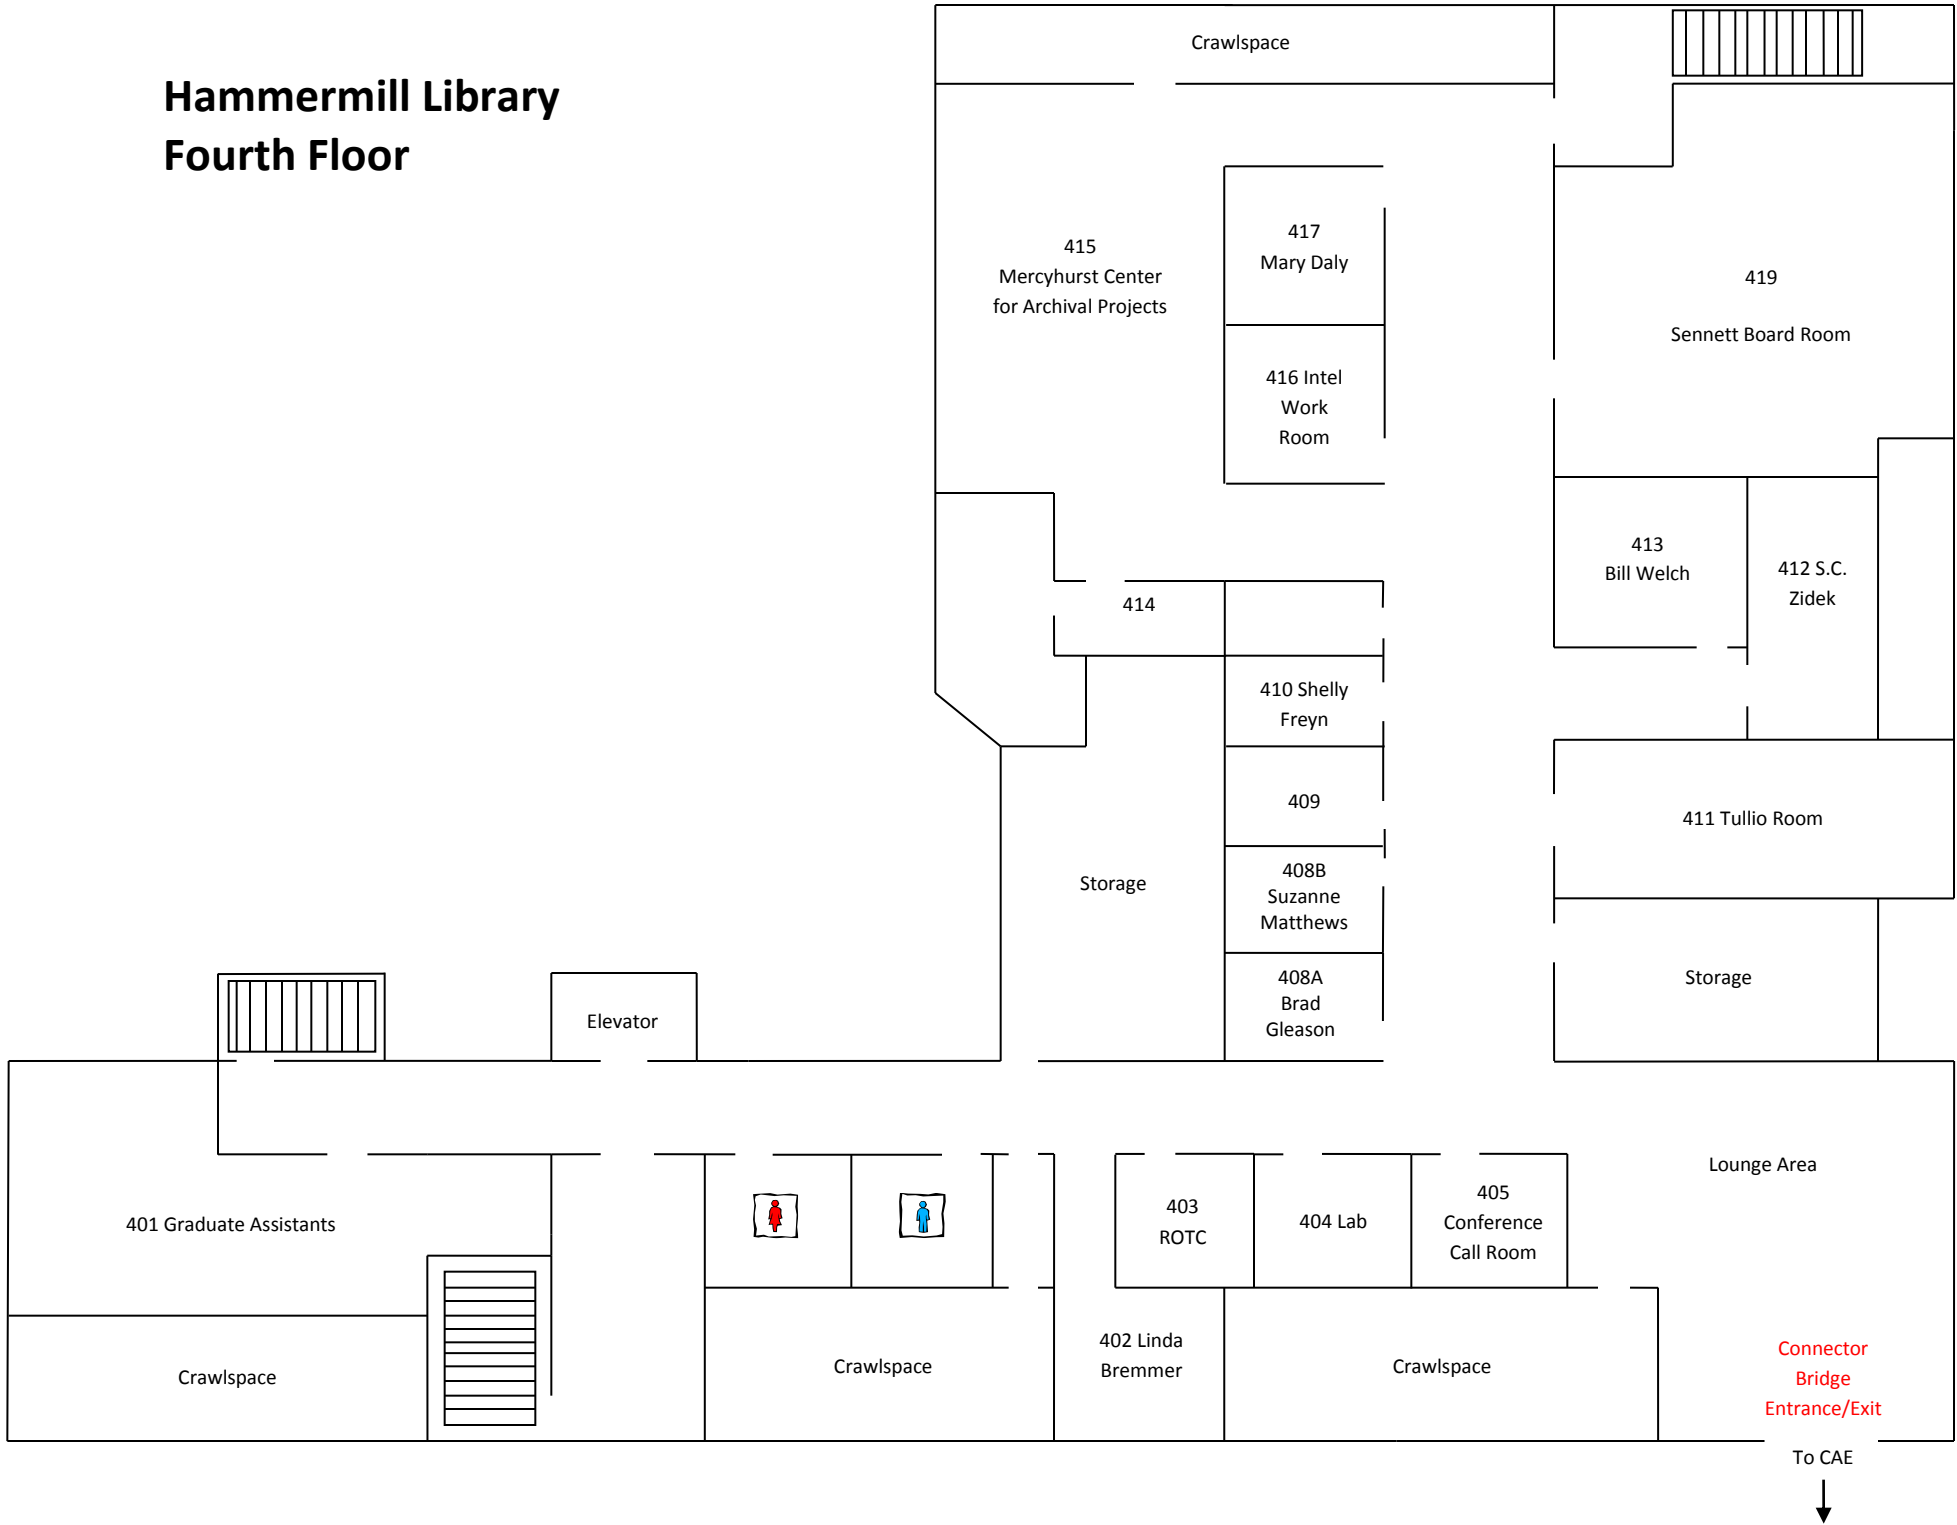 Hammermill Library
Fourth Floor
Crawlspace
415
Mercyhurst Center
for Archival Projects
417
Mary Daly
416 Intel
Work
Room
419
Sennett Board Room
413
Bill Welch
412 S.C.
Zidek
414
410 Shelly
Freyn
409
411 Tullio Room
408B
Suzanne
Matthews
Storage
408A
Brad
Gleason
Storage
Elevator
Lounge Area
401 Graduate Assistants
403
ROTC
404 Lab
405
Conference
Call Room
Crawlspace
Crawlspace
402 Linda
Bremmer
Crawlspace
Connector
Bridge
Entrance/Exit
To CAE